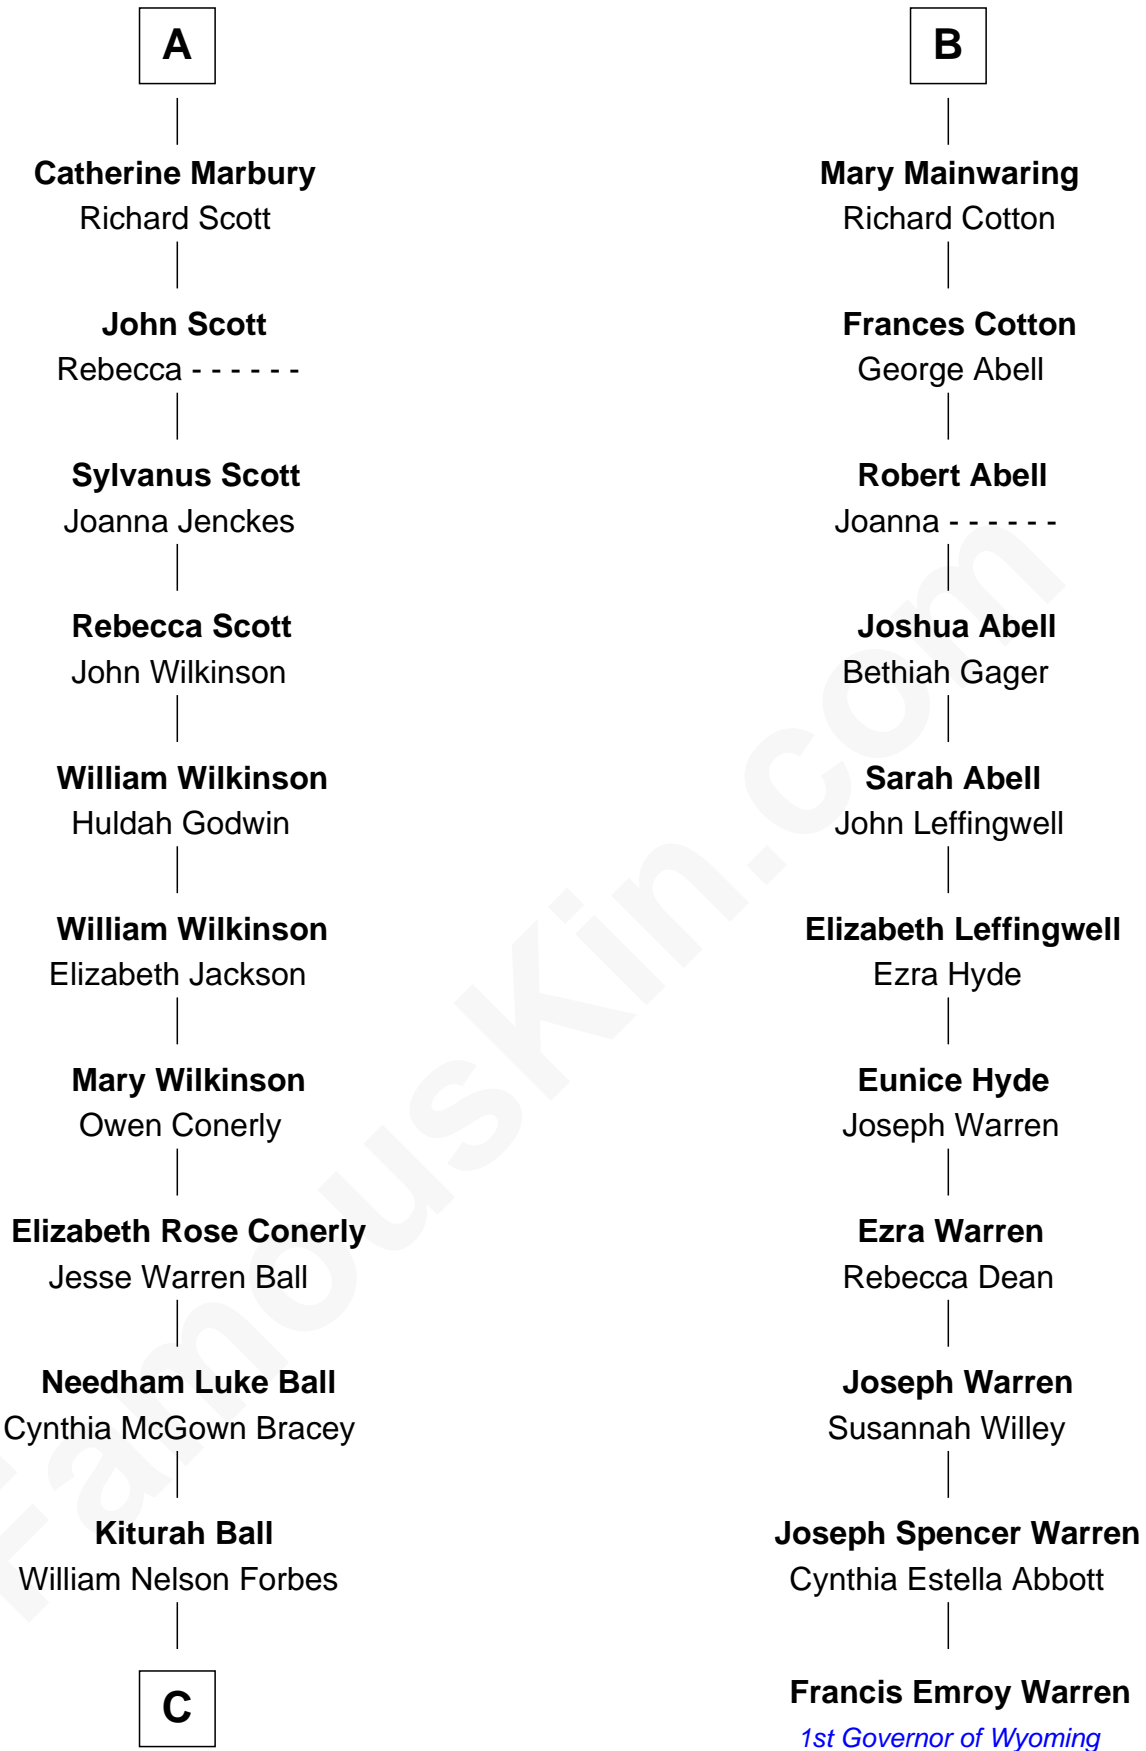 A
Catherine Marbury
Richard Scott
John Scott
Rebecca - - - - - -
Sylvanus Scott
Joanna Jenckes
Rebecca Scott
John Wilkinson
William Wilkinson
Huldah Godwin
William Wilkinson
Elizabeth Jackson
Mary Wilkinson
Owen Conerly
Elizabeth Rose Conerly
Jesse Warren Ball
Needham Luke Ball
Cynthia McGown Bracey
Kiturah Ball
William Nelson Forbes
C
B
Mary Mainwaring
Richard Cotton
Frances Cotton
George Abell
Robert Abell
Joanna - - - - - -
Joshua Abell
Bethiah Gager
Sarah Abell
John Leffingwell
Elizabeth Leffingwell
Ezra Hyde
Eunice Hyde
Joseph Warren
Ezra Warren
Rebecca Dean
Joseph Warren
Susannah Willey
Joseph Spencer Warren
Cynthia Estella Abbott
Francis Emroy Warren
1st Governor of Wyoming
FamousKin.com